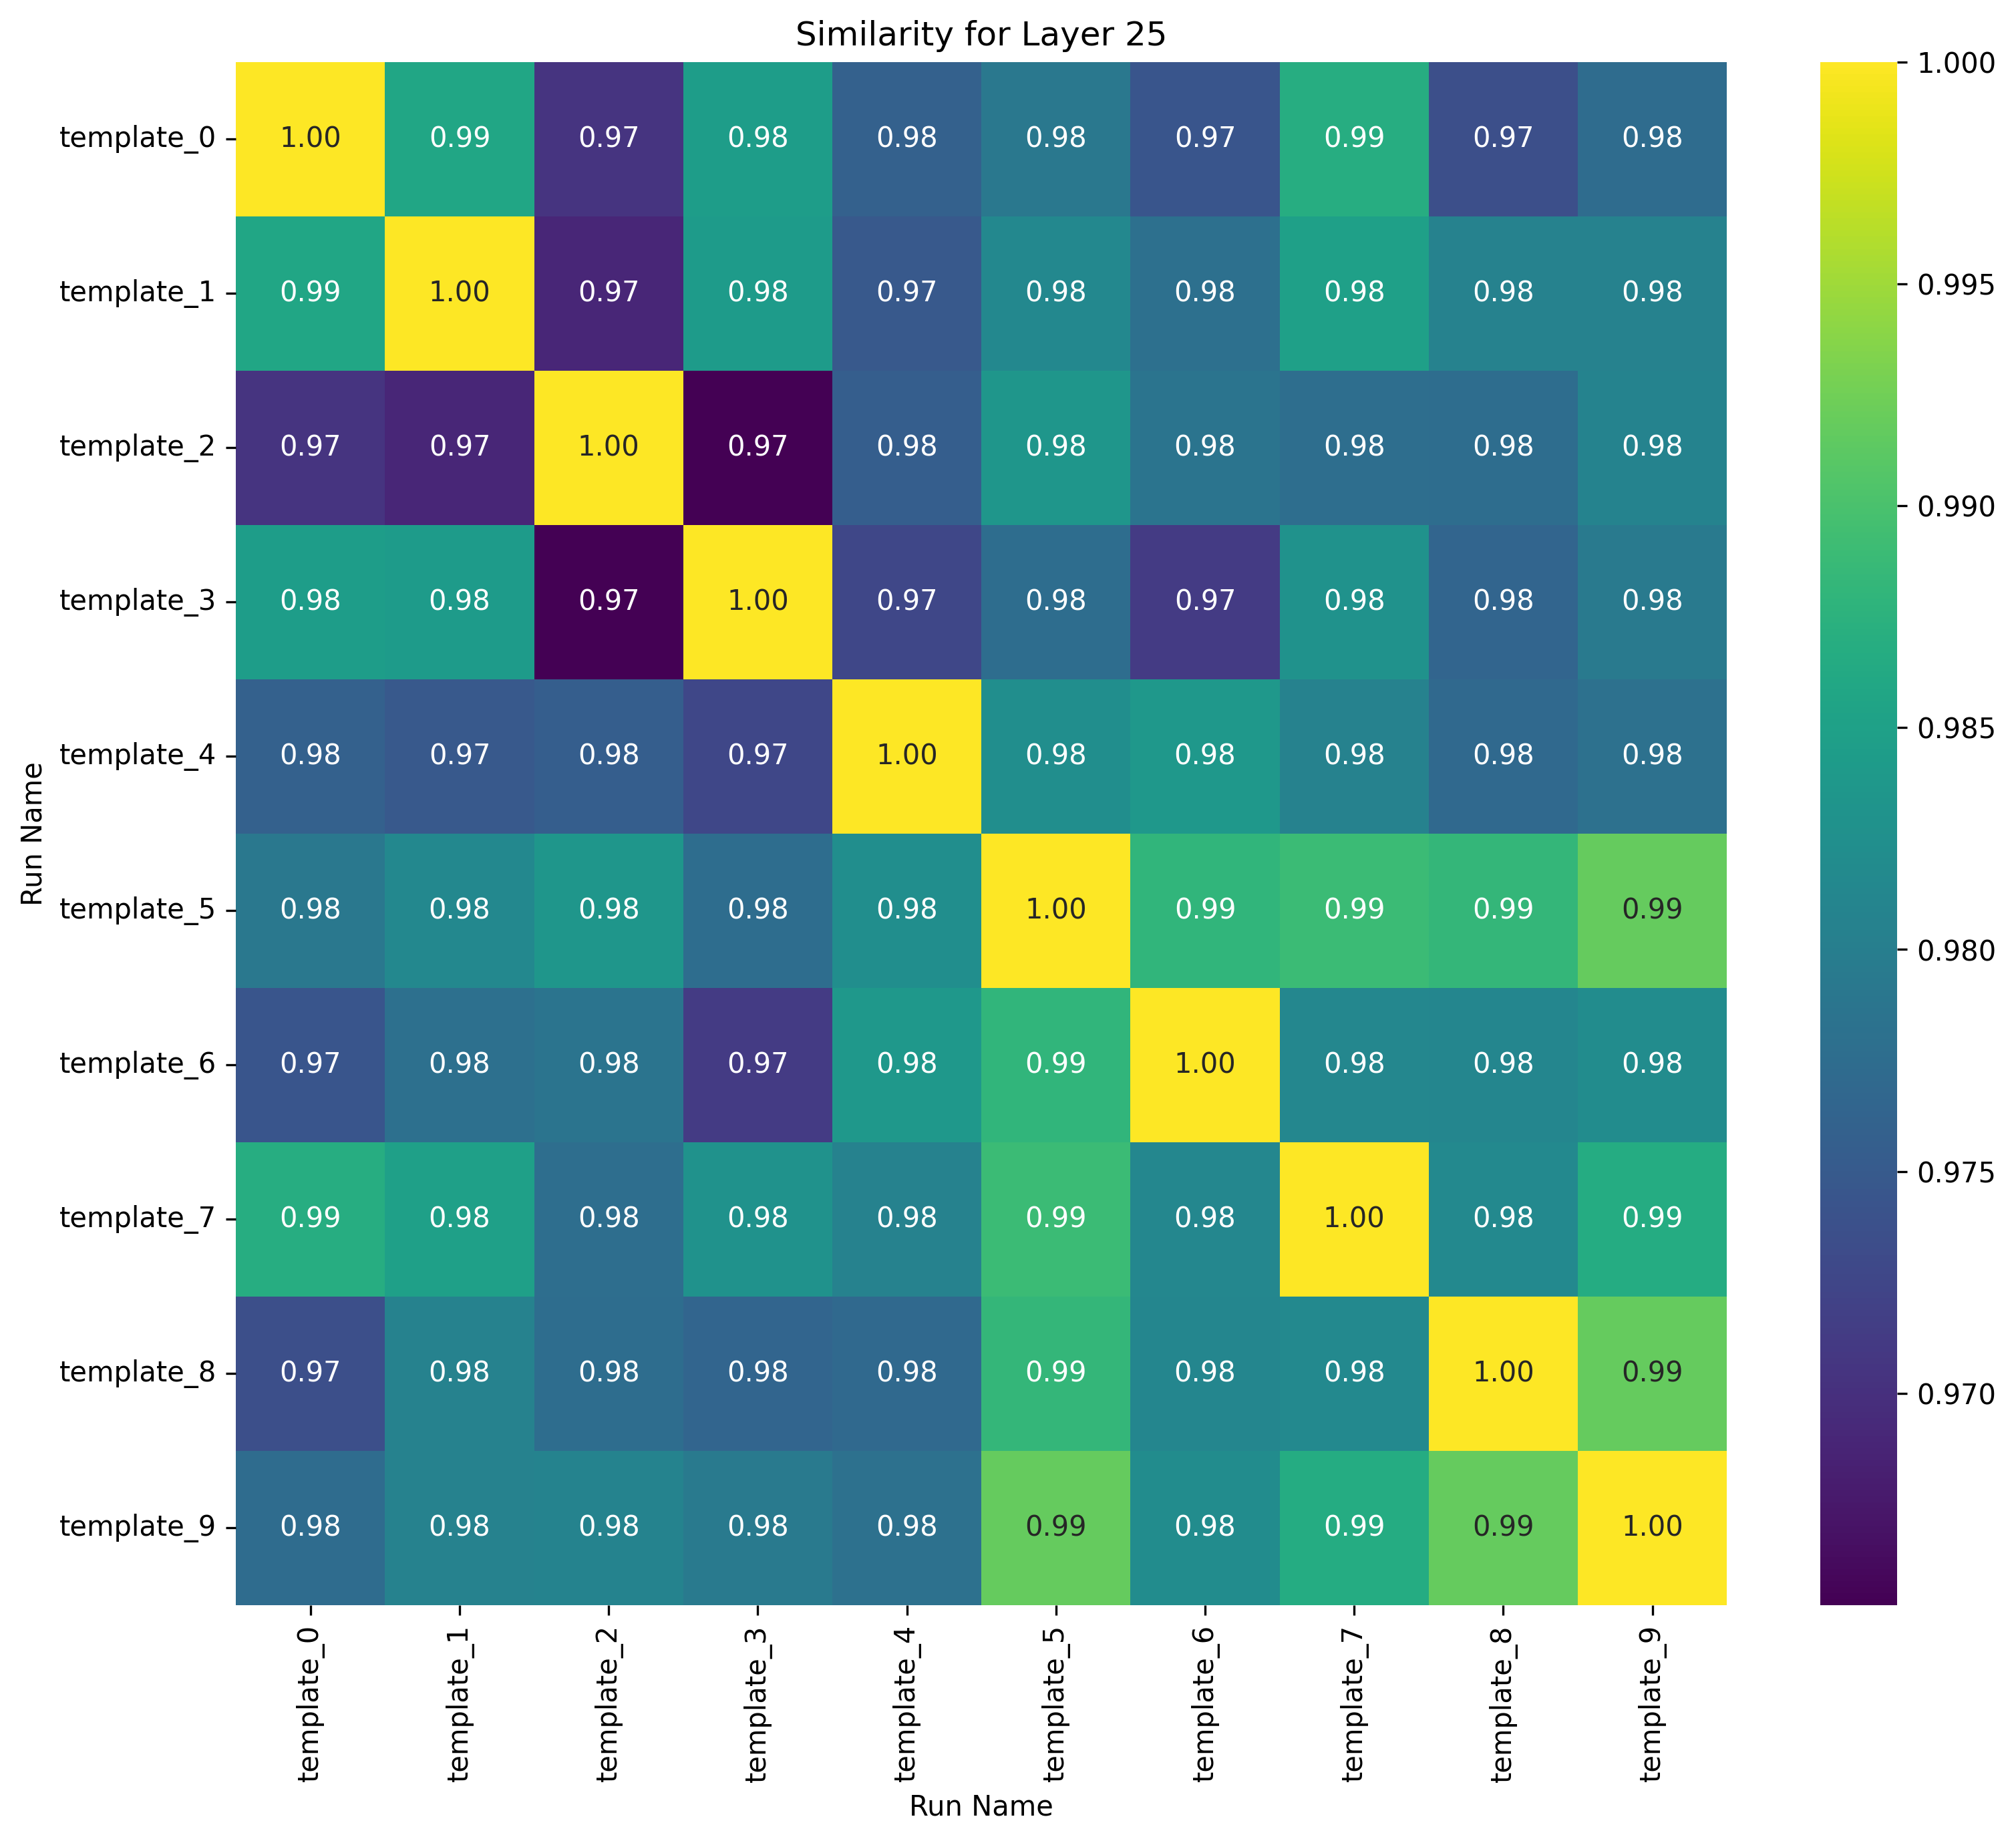 Similarity for Layer 25
template_0 1.00 0.99 0.97 0.98 0.98 0.98 0.97 0.99 0.97 0.98
template_1 0.99 1.00 0.97 0.98 0.97 0.98 0.98 0.98 0.98 0.98
template_2 0.97 0.97 1.00 0.97 0.98 0.98 0.98 0.98 0.98 0.98
template_3 0.98 0.98 0.97 1.00 0.97 0.98 0.97 0.98 0.98 0.98
template_4 0.98 0.97 0.98 0.97 1.00 0.98 0.98 0.98 0.98 0.98
template_5 0.98 0.98 0.98 0.98 0.98 1.00 0.99 0.99 0.99 0.99
template_6 0.97 0.98 0.98 0.97 0.98 0.99 1.00 0.98 0.98 0.98
template_7 0.99 0.98 0.98 0.98 0.98 0.99 0.98 1.00 0.98 0.99
template_8 0.97 0.98 0.98 0.98 0.98 0.99 0.98 0.98 1.00 0.99
template_9 0.98 0.98 0.98 0.98 0.98 0.99 0.98 0.99 0.99 1.00
Run Name
template_0 template_1 template_2 template_3 template_4 template_5 template_6 template_7 template_8 template_9
Run Name
1.000
0.995
0.990
0.985
0.980
0.975
0.970